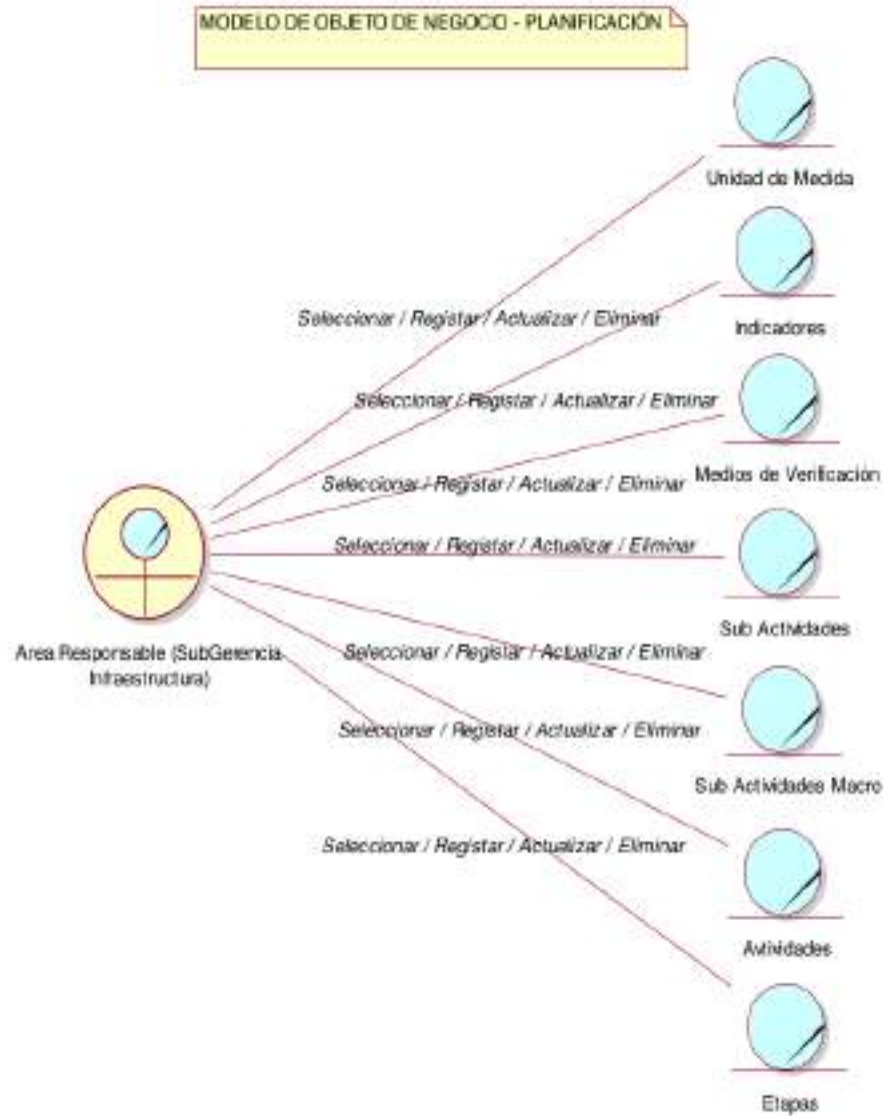 MODELO DE OBJETO DE NEGOCIO - PLANIFICACIÓN
Unidad de Medida
Seleccionar / Registar / Actualizar / Eliminar
Indicadores
Seleccionar / Registar / Actualizar / Eliminar
Medios de Verificación
Seleccionar / Registar / Actualizar / Eliminar
Seleccionar / Registar / Actualizar / Eliminar
Sub Actividades
Area Responsable (SubGerencia
Infraestructura)
Seleccionar / Registar / Actualizar / Eliminar
Seleccionar / Registar / Actualizar / Eliminar
Sub Actividades Macro
Seleccionar / Registar / Actualizar / Eliminar
Avtividades
Etapas